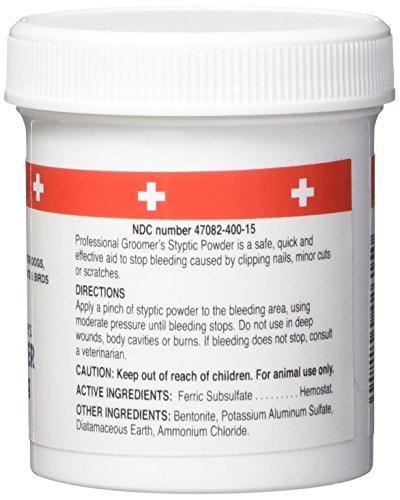 NDC number 47082-400-15
Professional Groomer's Styptic Powder is a safe, quick and
effective aid to stop bleeding caused by clipping nails, minor cuts
or scratches.
DIRECTIONS
Apply a pinch of styptic powder to the bleeding area, using
moderate pressure until bleeding stops. Do not use in deep
wounds, body cavities or burns. If bleeding does not stop, consult
a veterinarian.
CAUTION: Keep out of reach of children. For animal use only.
ACTIVE INGREDIENTS: Ferric Subsulfate . . . . . . . . . Hemostat.
OTHER INGREDIENTS: Bentonite, Potassium Aluminum Sulfate,
Diatamaceous Earth, Ammonium Chloride.
DOGS,
& BIRDS